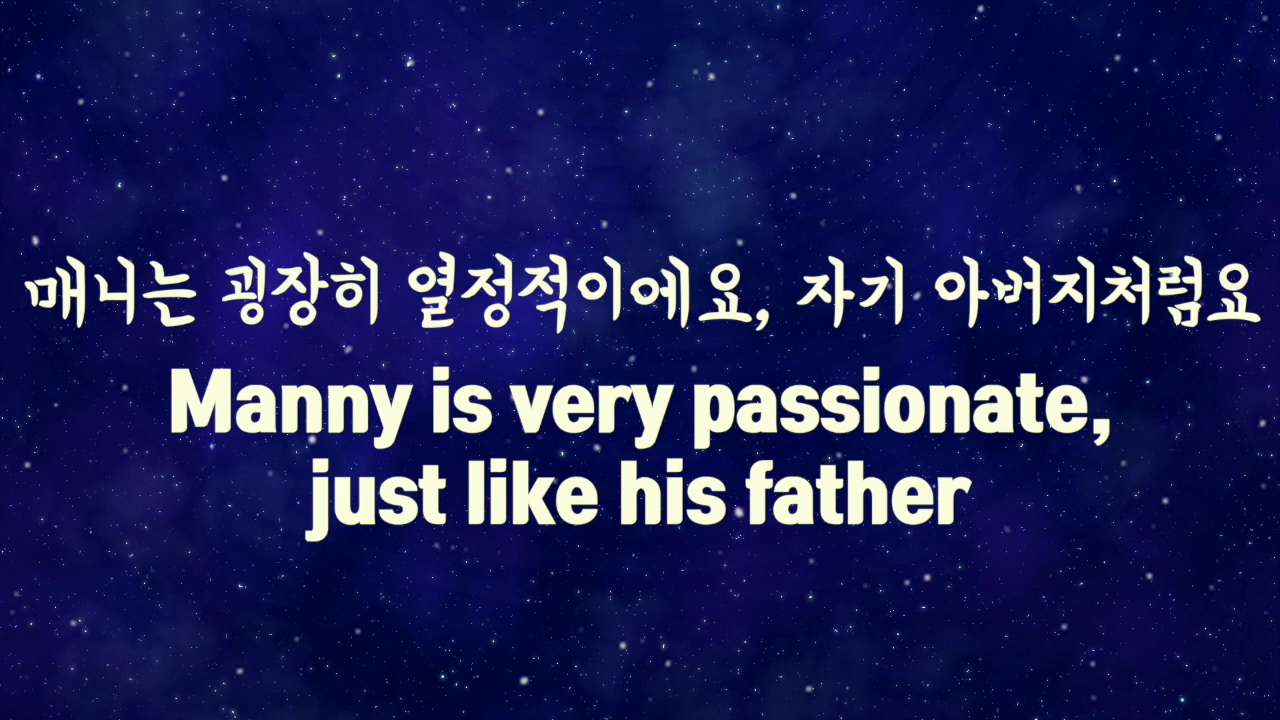 매니는 굉장히 열정적이에요, 자기 아버지처럼요
Manny is very passionate,
just like his father